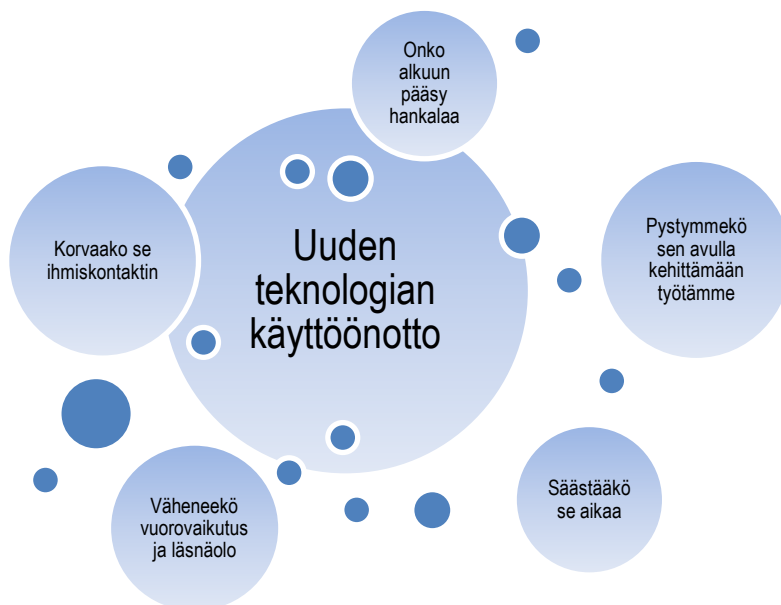 Onko
alkuun
pääsy
hankalaa
Korvaako se
ihmiskontaktin
Uuden
teknologian
käyttöönotto
Pystymmekö
sen avulla
kehittämään
työtämme
Väheneekö
vuorovaikutus
ja läsnäolo
Säästääkö
se aikaa